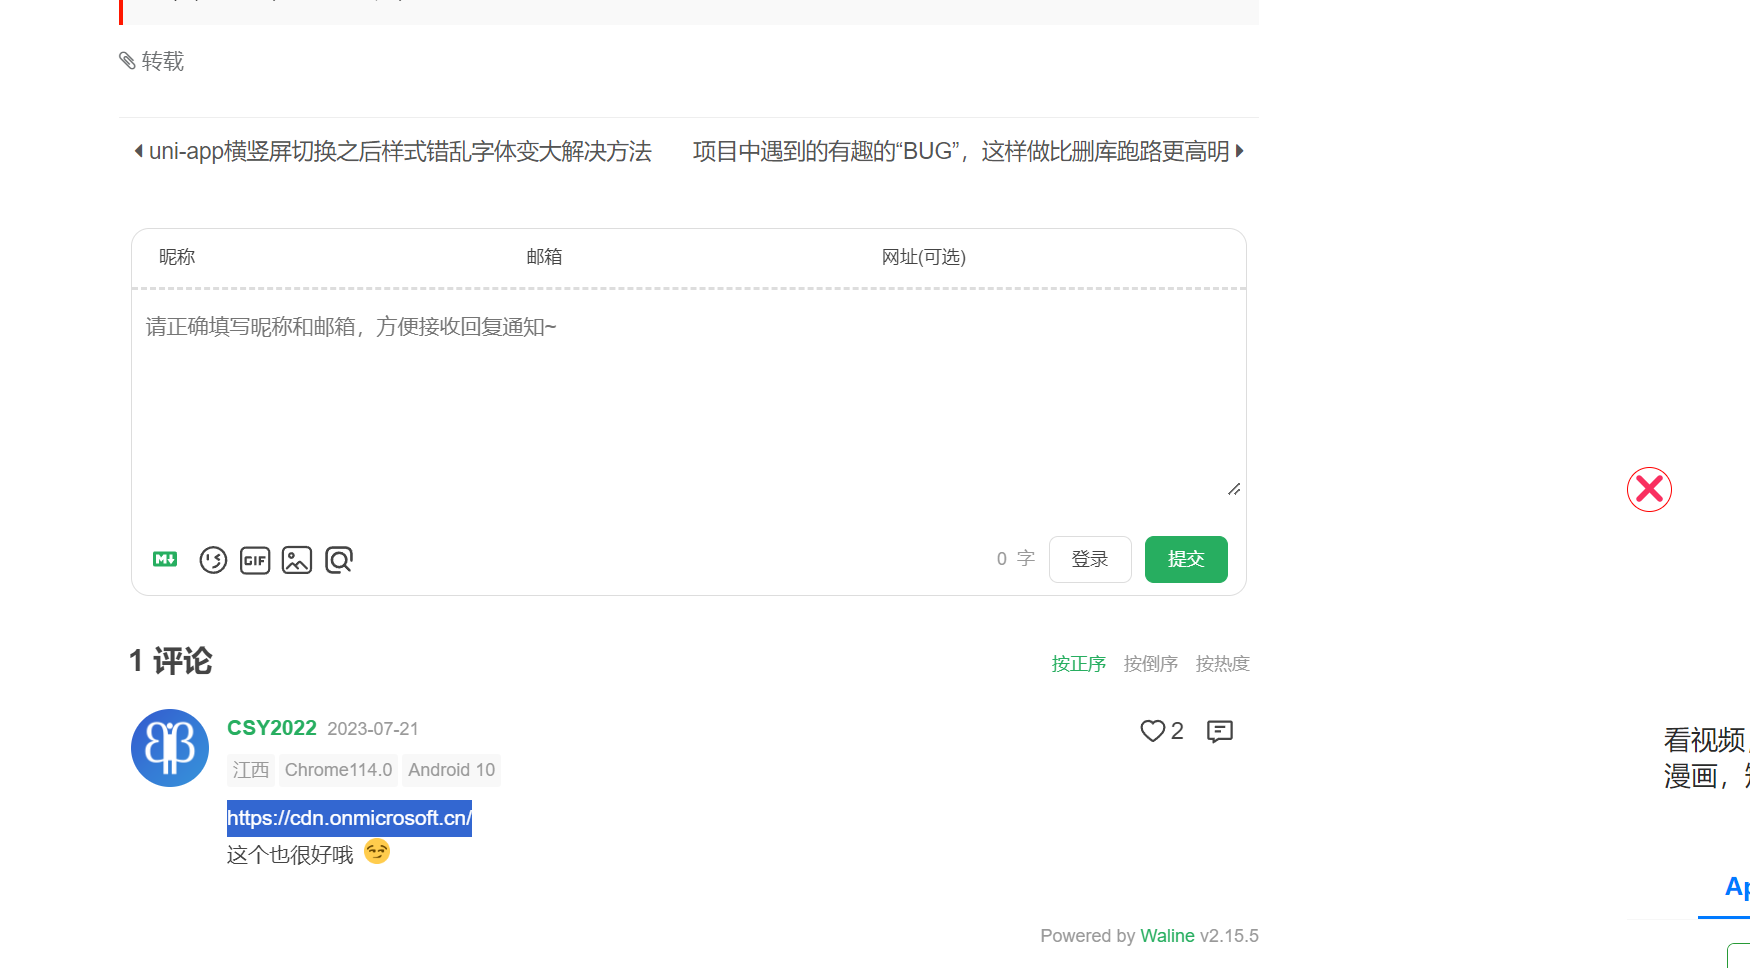 转载
uni-app横竖屏切换之后样式错乱字体变大解决方法
项目中遇到的有趣的“BUG”，这样做比删库跑路更高明
昵称
邮箱
网址(可选)
请正确填写昵称和邮箱，方便接收回复通知~
M↓
GIF
0 字
登录
提交
1 评论
按正序 按倒序 按热度
CSY2022 2023-07-21
2
江西 Chrome114.0 Android 10
https://cdn.onmicrosoft.cn/
这个也很好哦
看视频
漫画，
Powered by Waline v2.15.5